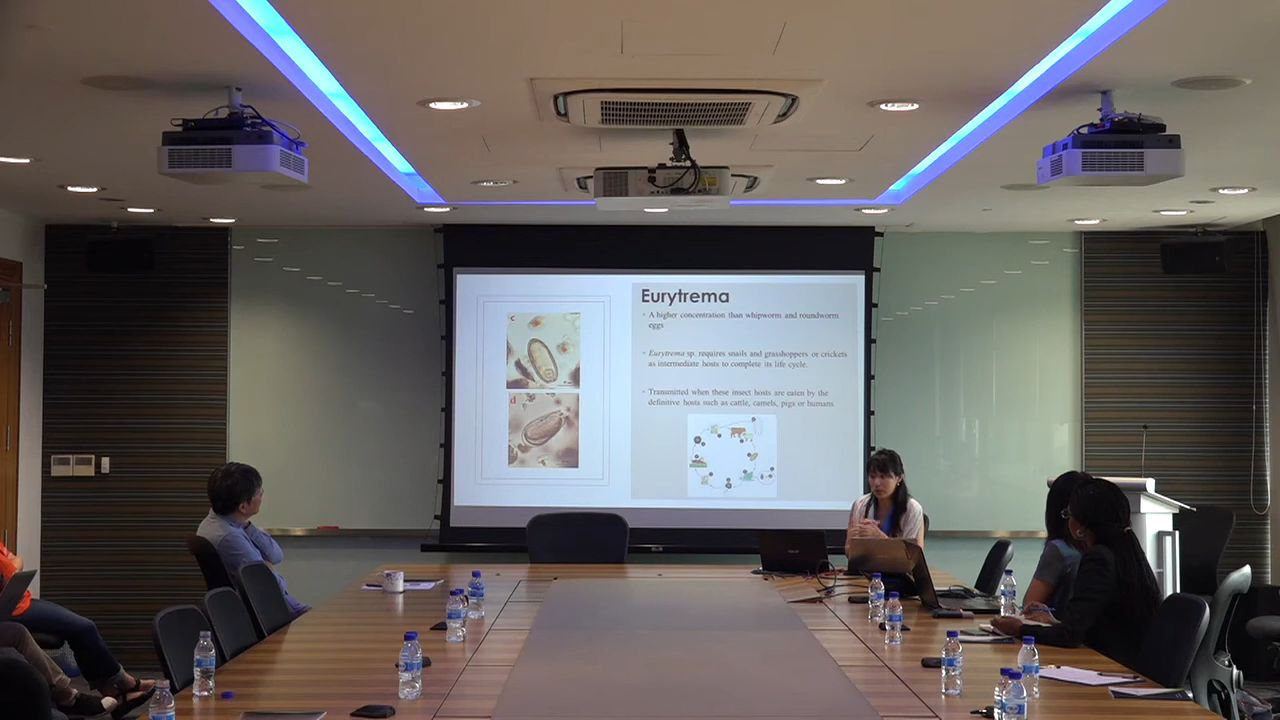 Eurytrema
A higher concentration than whipworm and roundworm
eggs
Eurytrema sp. requires snails and grasshoppers or crickets
as intermediate hosts to complete its life cycle.
Transmitted when these insect hosts are eaten by the
definitive hosts such as cattle, camels, pigs or humans.
c
d